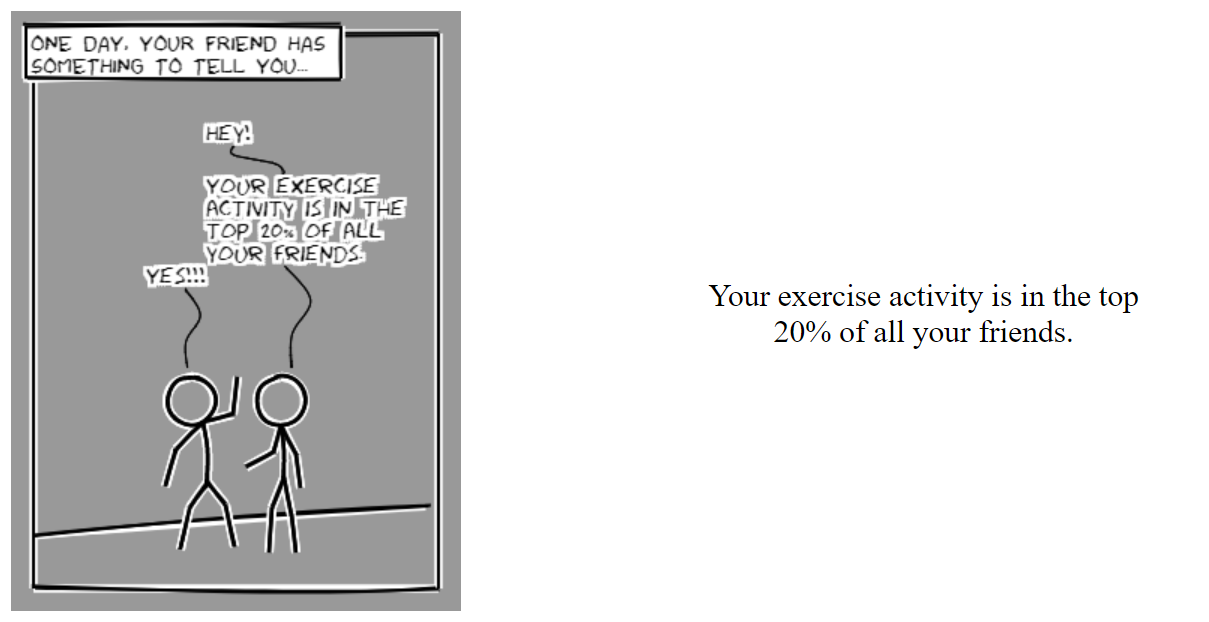 ONE DAY, YOUR FRIEND HAS
SOMETHING TO TELL YOU...
HEY!
YOUR EXERCISE
ACTIVITY IS IN THE
TOP 20% OF ALL
YOUR FRIENDS.
YES!!!
Your exercise activity is in the top
20% of all your friends.